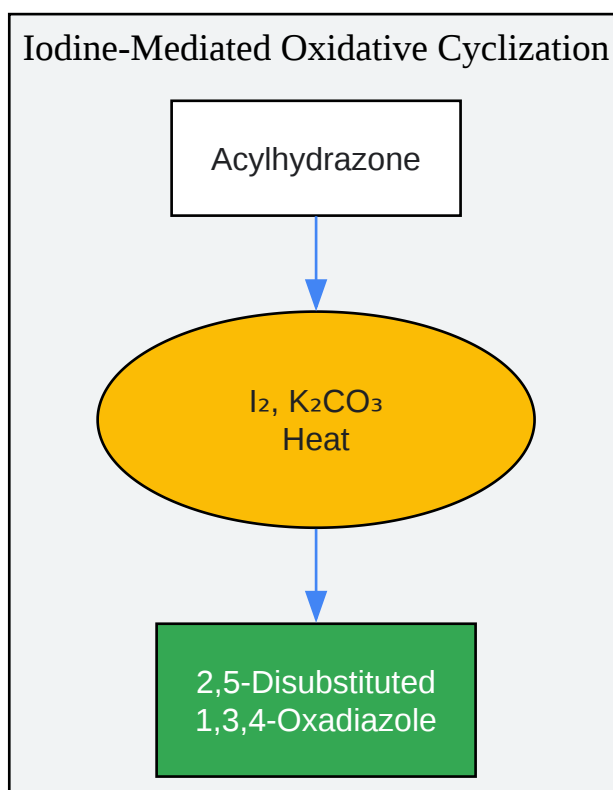 Iodine-Mediated Oxidative Cyclization
Acylhydrazone
I₂, K₂CO₃
Heat
2,5-Disubstituted
1,3,4-Oxadiazole